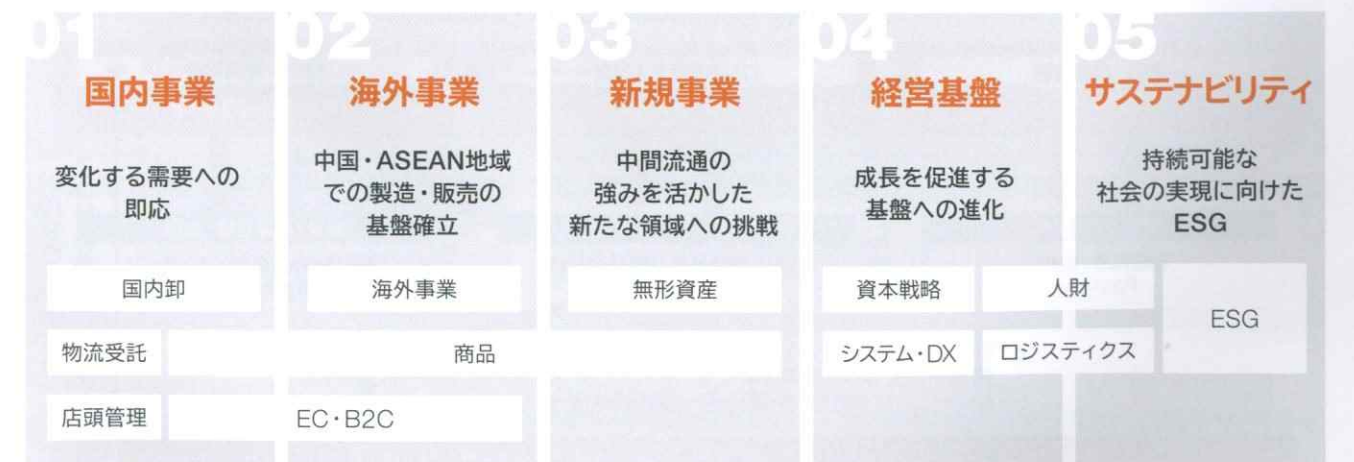 01
国内事業
変化する需要への
即応
02
海外事業
中国・ASEAN地域
での製造・販売の
基盤確立
03
新規事業
中間流通の
強みを活かした
新たな領域への挑戦
04
経営基盤
成長を促進する
基盤への進化
05
サステナビリティ
持続可能な
社会の実現に向けた
ESG
国内卸
海外事業
無形資産
資本戦略
人財
ESG
物流受託
商品
システム・DX
ロジスティクス
店頭管理
EC・B2C